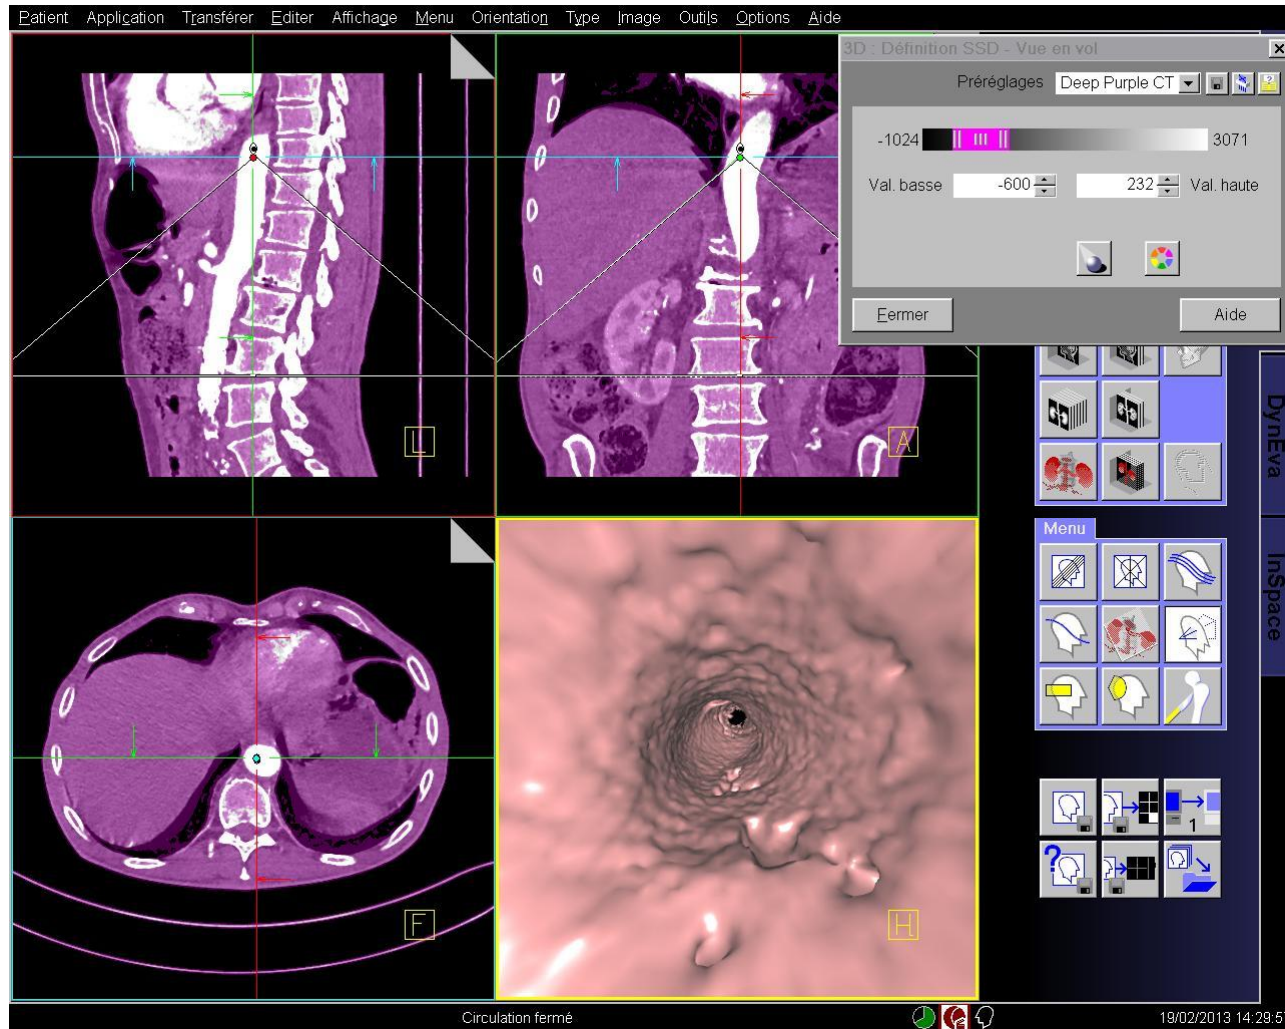 Patient Application Transférer Editer Affichage Menu Orientation Type Image Outils Options Aide
3D : Définition SSD - Vue en vol
Préréglages Deep Purple CT
-1024 3071
Val. basse -600 232 Val. haute
Fermer Aide
L
A
DynEva
Menu
InSpace
1
?
F
H
Circulation fermé
19/02/2013 14:29:5